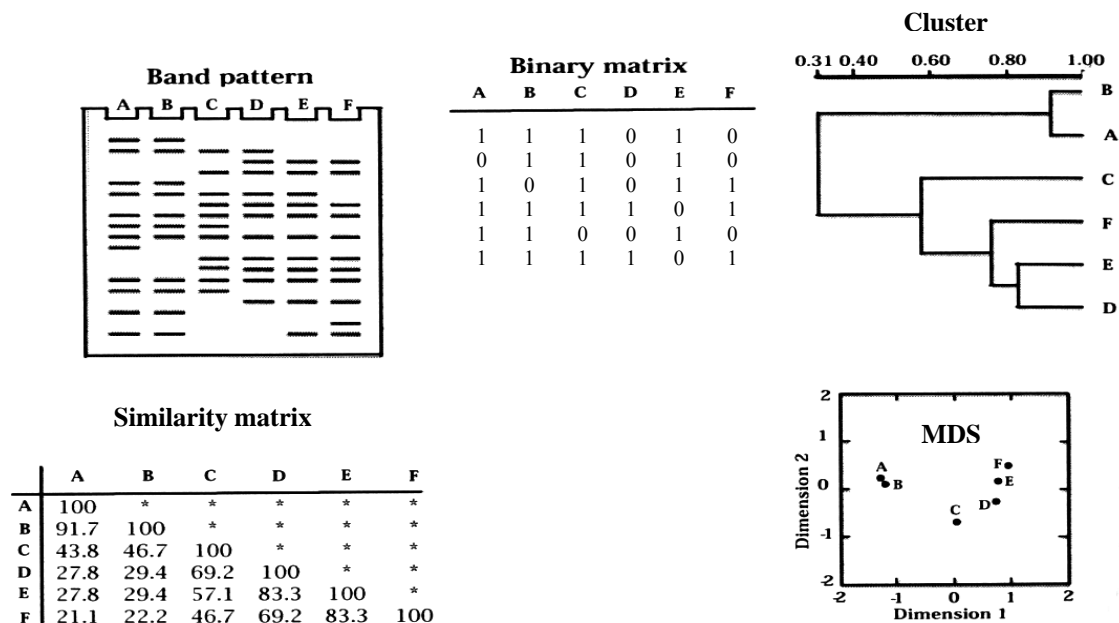 Band pattern
A B C D E F
Binary matrix
A B C D E F
1 1 1 0 1 0
0 1 1 0 1 0
1 0 1 0 1 1
1 1 1 1 0 1
1 1 0 0 1 0
1 1 1 1 0 1
Cluster
0.31 0.40 0.60 0.80 1.00
B
A
C
F
E
D
Similarity matrix
A B C D E F
A 100 * * * * *
B 91.7 100 * * * *
C 43.8 46.7 100 * * *
D 27.8 29.4 69.2 100 * *
E 27.8 29.4 57.1 83.3 100 *
F 21.1 22.2 46.7 69.2 83.3 100
MDS
Dimension 2
2
1
0
-1
-2
A
B
C
D
E
F
-2 -1 0 1 2
Dimension 1